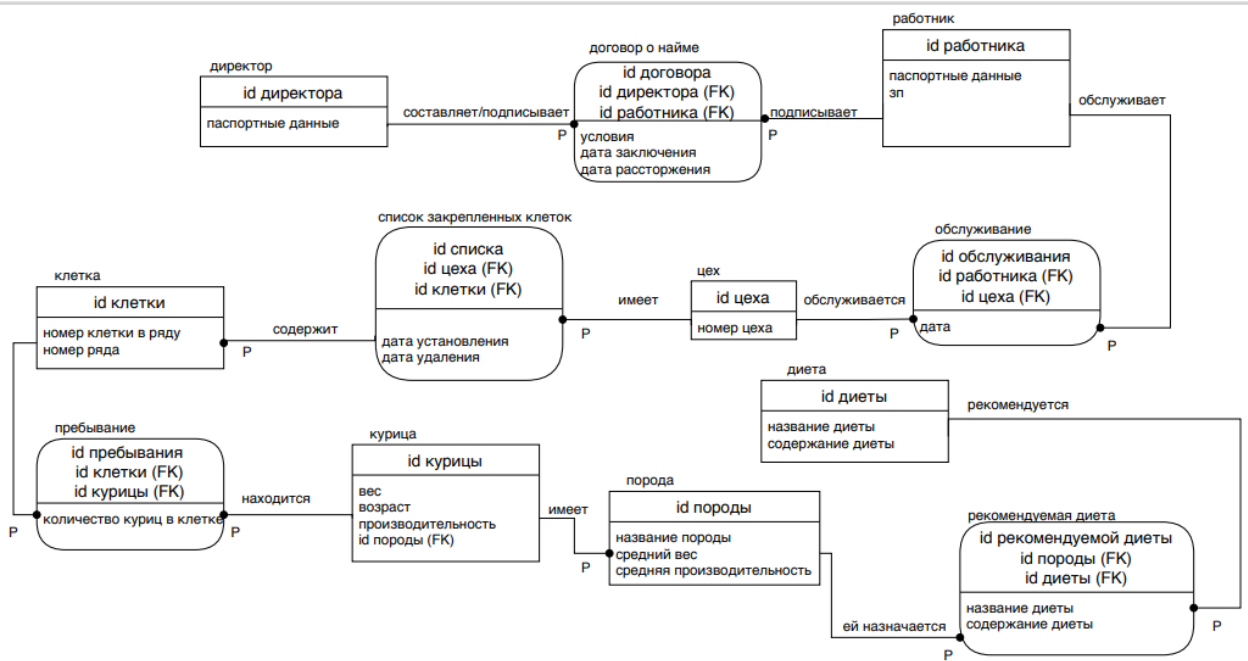 работник
id работника
паспортные данные
зп
обслуживает
договор о найме
id договора
id директора (FK)
id работника (FK)
условия
дата заключения
дата рассторжения
подписывает
P
директор
id директора
паспортные данные
составляет/подписывает
P
список закрепленных клеток
id списка
id цеха (FK)
id клетки (FK)
дата установления
дата удаления
обслуживание
id обслуживания
id работника (FK)
id цеха (FK)
дата
P
цех
id цеха
номер цеха
имеет
P
обслуживается
P
клетка
id клетки
номер клетки в ряду
номер ряда
содержит
P
диета
id диеты
название диеты
содержание диеты
рекомендуется
пребывание
id пребывания
id клетки (FK)
id курицы (FK)
количество куриц в клетке
P
P
находится
курица
id курицы
вес
возраст
производительность
id породы (FK)
имеет
P
порода
id породы
название породы
средний вес
средняя производительность
рекомендуемая диета
id рекомендуемой диеты
id породы (FK)
id диеты (FK)
название диеты
содержание диеты
ей назначается
P
P